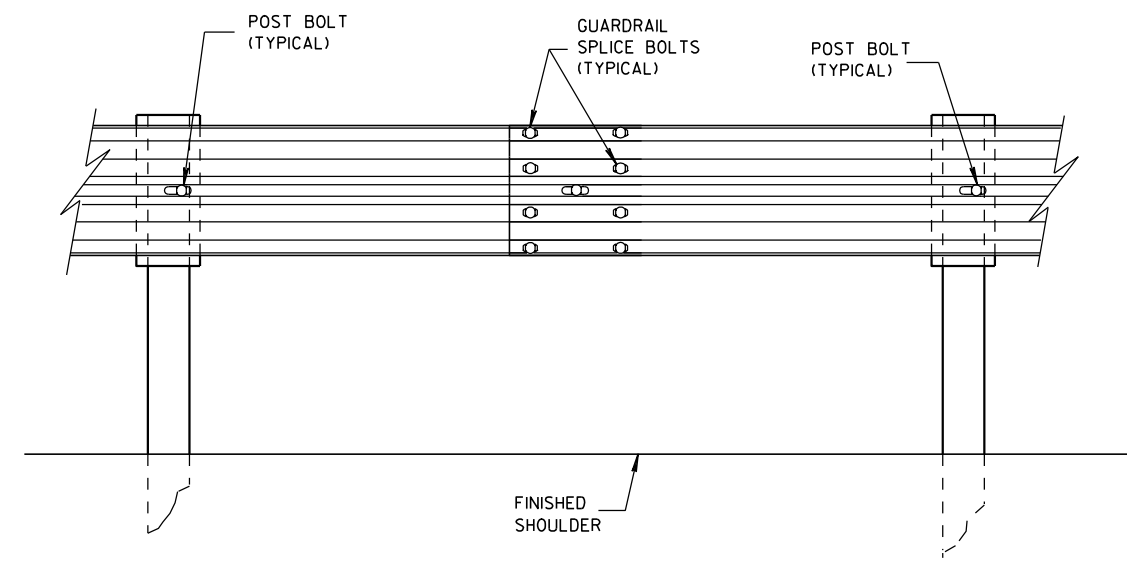 POST BOLT
(TYPICAL)
GUARDRAIL
SPLICE BOLTS
(TYPICAL)
POST BOLT
(TYPICAL)
FINISHED
SHOULDER